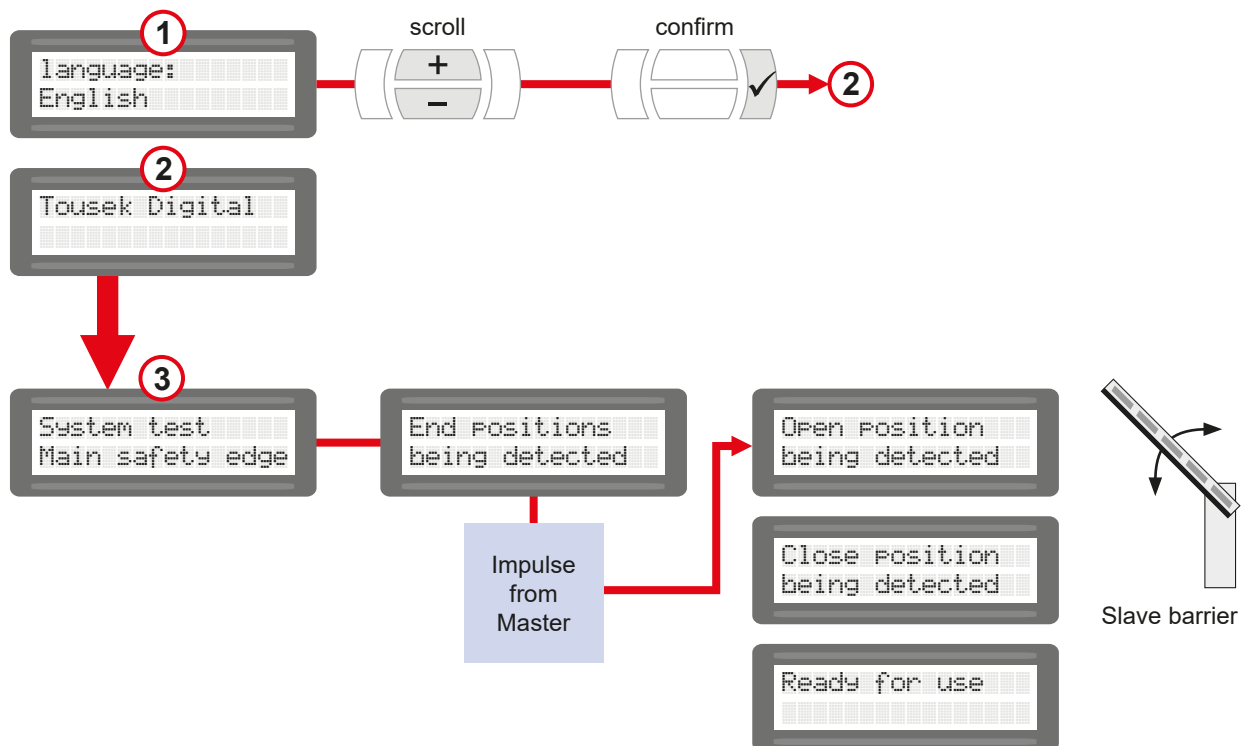 1
language:
English
scroll
+
−
confirm
✓
2
2
Tousek Digital
3
System test
Main safety edge
End positions
being detected
Impulse
from
Master
Open position
being detected
Close position
being detected
Ready for use
Slave barrier